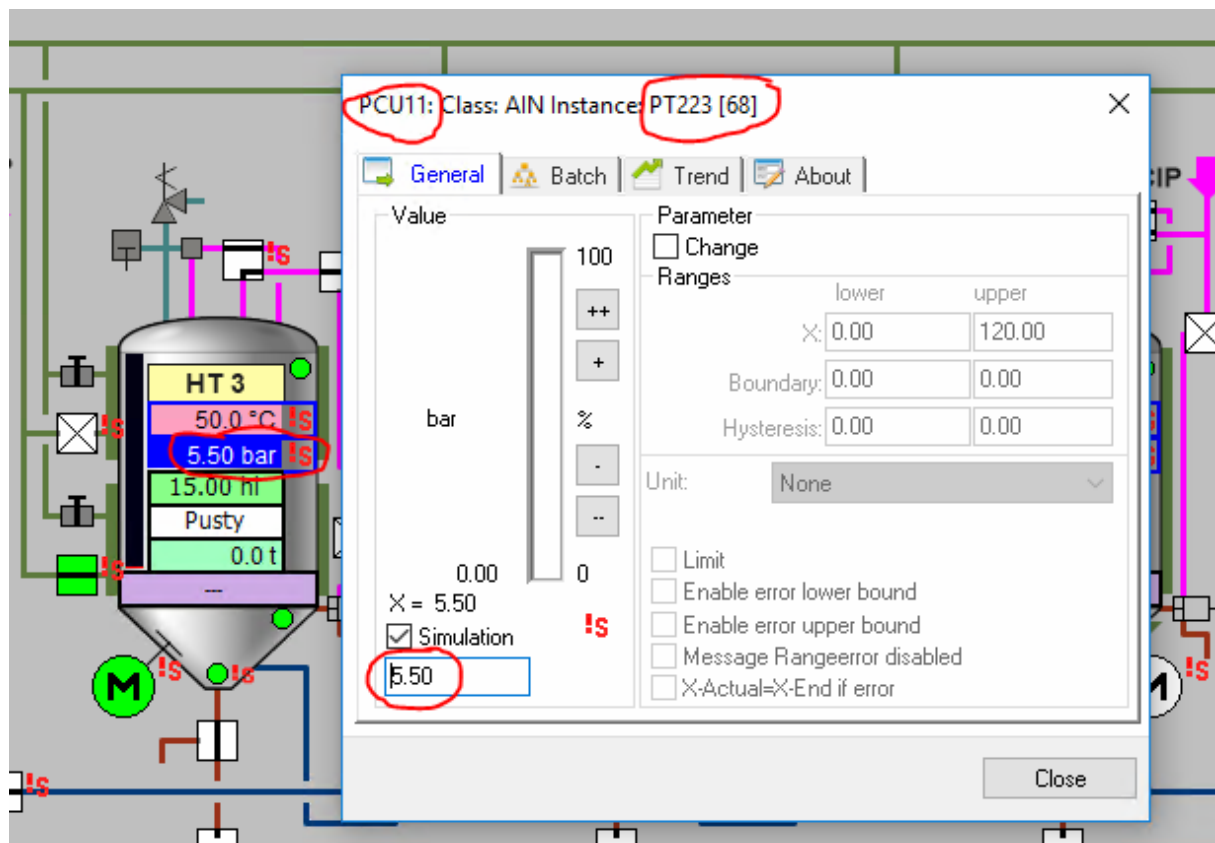 PCU11: Class: AIN Instance: PT223 [68]
General
Batch
Trend
About
CIP
Value
100
++
+
bar
%
-
--
0.00
0
X = 5.50
!S
Simulation
5.50
Parameter
Change
Ranges
lower upper
X: 0.00 120.00
Boundary: 0.00 0.00
Hysteresis: 0.00 0.00
Unit: None
Limit
Enable error lower bound
Enable error upper bound
Message Rangeerror disabled
X-Actual=X-End if error
Close
!S
HT 3
50.0 °C !S
5.50 bar !S
15.00 hl
Pusty
0.0 t
---
!S
!S
M
!S
!S
!S
!S